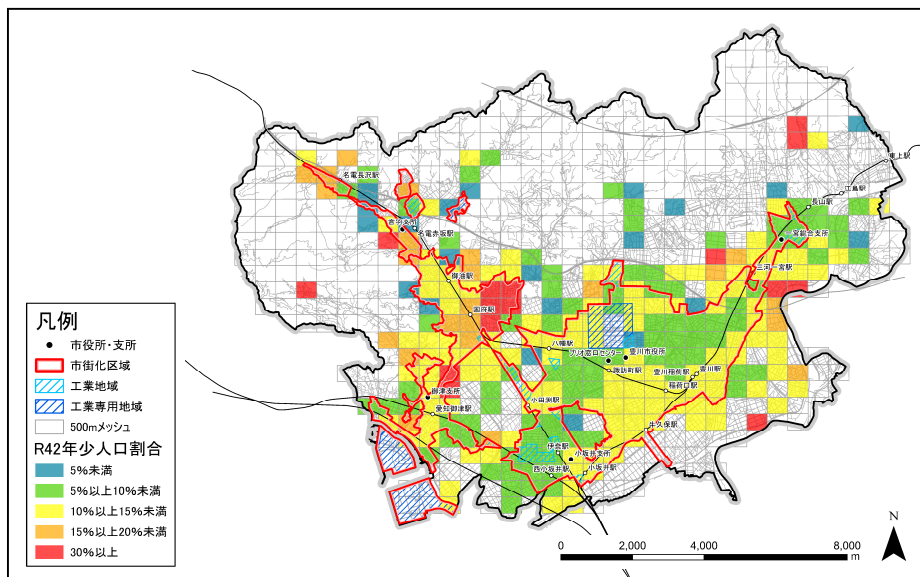 東上駅
江島駅
長山駅
宮総合支所
三河一宮駅
名電長沢駅
音羽支所
名電赤坂駅
御油駅
国府駅
八幡駅
プリオ窓口センター
豊川市役所
諏訪町駅
豊川稲荷駅
豊川駅
稲荷口駅
御津支所
愛知御津駅
小田渕駅
牛久保駅
伊奈駅
小坂井支所
西小坂井駅
小坂井駅
凡例
市役所・支所
市街化区域
工業地域
工業専用地域
500mメッシュ
R42年少人口割合
5%未満
5%以上10%未満
10%以上15%未満
15%以上20%未満
30%以上
N
0 2,000 4,000 8,000
m